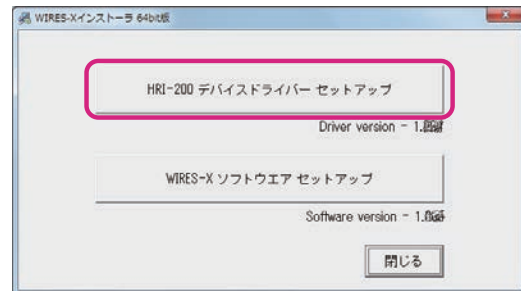 WIRES-Xインストーラ 64bit版
HRI-200 デバイスドライバー セットアップ
Driver version - 1.
WIRES-X ソフトウエア セットアップ
Software version - 1.
閉じる